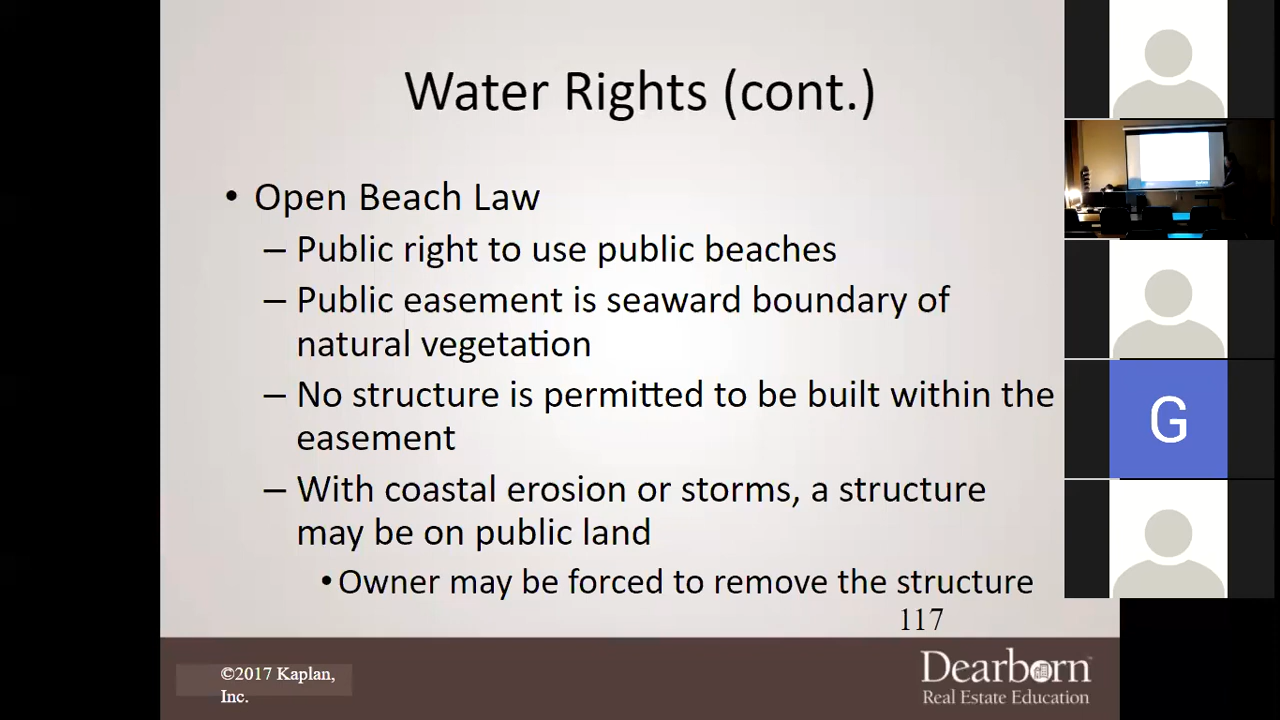 Water Rights (cont.)
• Open Beach Law
– Public right to use public beaches
– Public easement is seaward boundary of
natural vegetation
– No structure is permitted to be built within the
easement
– With coastal erosion or storms, a structure
may be on public land
• Owner may be forced to remove the structure
117
©2017 Kaplan,
Inc.
Dearborn
Real Estate Education
G